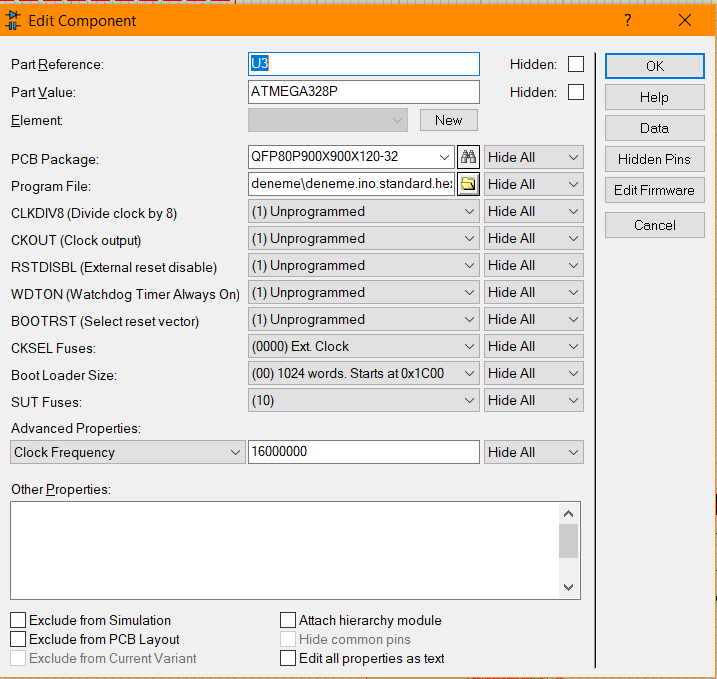 Edit Component ? ×
Part Reference: U3 Hidden: OK
Part Value: ATMEGA328P Hidden: Help
Element: New Data
PCB Package: QFP80P900X900X120-32 Hide All Hidden Pins
Program File: deneme\deneme.ino.standard.hex Hide All Edit Firmware
CLKDIV8 (Divide clock by 8) (1) Unprogrammed Hide All Cancel
CKOUT (Clock output) (1) Unprogrammed Hide All
RSTDISBL (External reset disable) (1) Unprogrammed Hide All
WDTON (Watchdog Timer Always On) (1) Unprogrammed Hide All
BOOTRST (Select reset vector) (1) Unprogrammed Hide All
CKSEL Fuses: (0000) Ext. Clock Hide All
Boot Loader Size: (00) 1024 words. Starts at 0x1C00 Hide All
SUT Fuses: (10) Hide All
Advanced Properties:
Clock Frequency 16000000 Hide All
Other Properties:
Exclude from Simulation Attach hierarchy module
Exclude from PCB Layout Hide common pins
Exclude from Current Variant Edit all properties as text